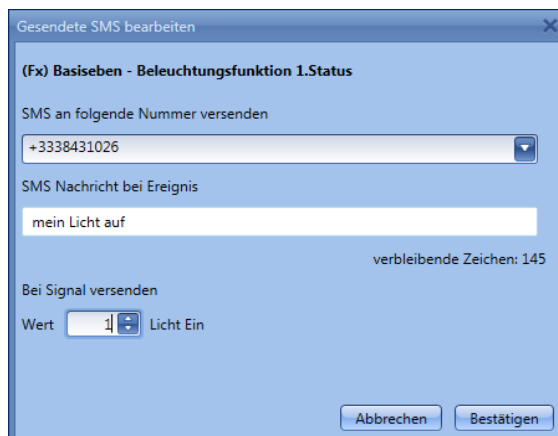 Gesendete SMS bearbeiten
(Fx) Basiseben - Beleuchtungsfunktion 1.Status
SMS an folgende Nummer versenden
+3338431026
SMS Nachricht bei Ereignis
mein Licht auf
verbleibende Zeichen: 145
Bei Signal versenden
Wert 1 Licht Ein
Abbrechen Bestätigen